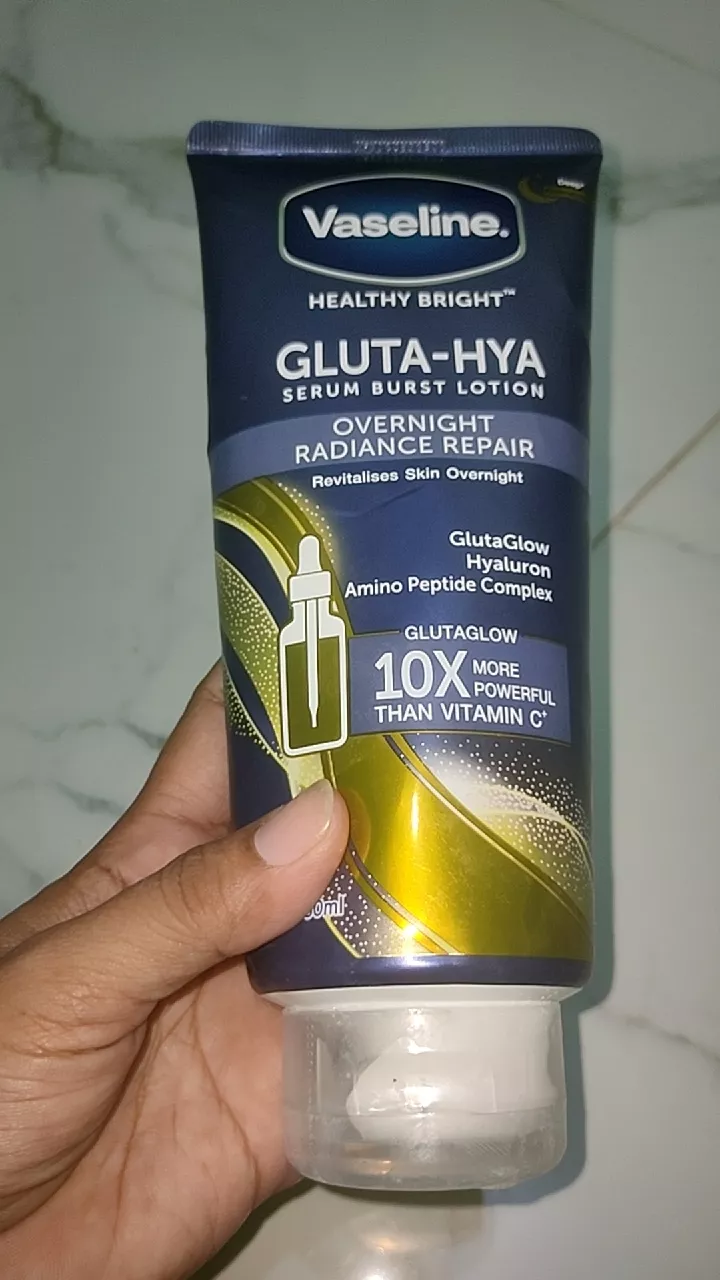 Vaseline.
HEALTHY BRIGHT™
GLUTA-HYA
SERUM BURST LOTION
OVERNIGHT
RADIANCE REPAIR
Revitalises Skin Overnight
GlutaGlow
Hyaluron
Amino Peptide Complex
GLUTAGLOW
10X MORE
POWERFUL
THAN VITAMIN C*
0ml